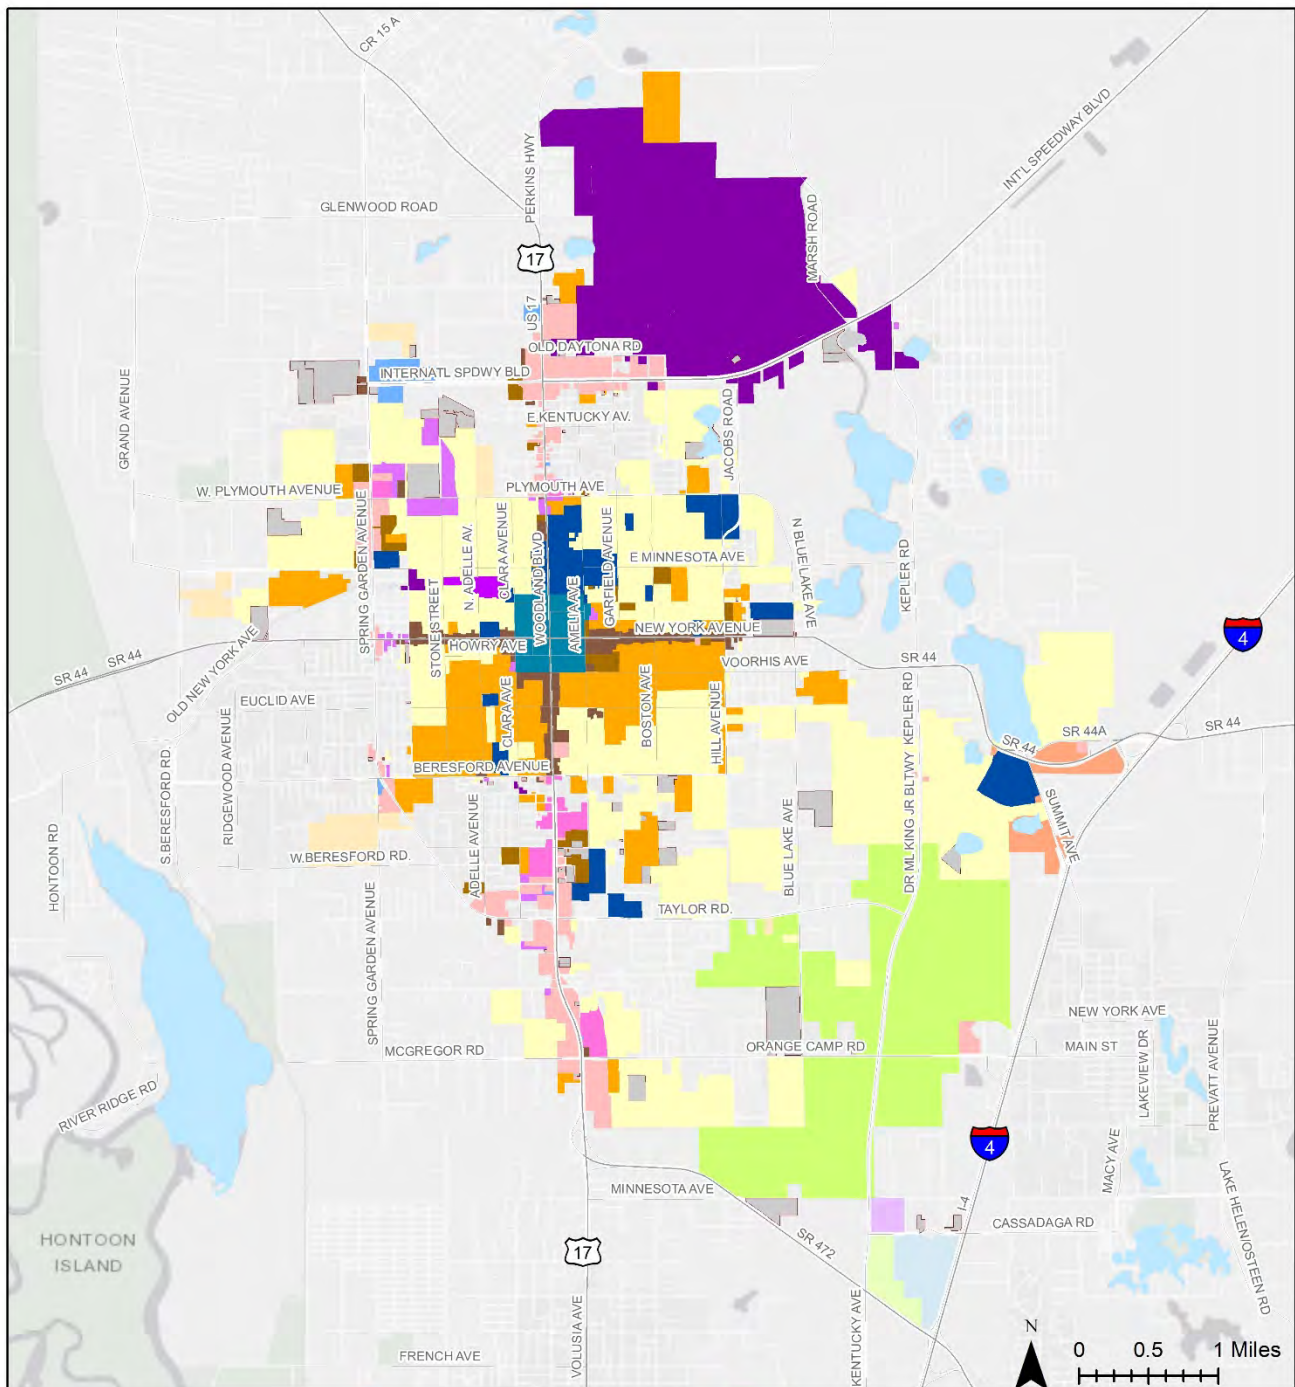 CR 15 A
INT'L SPEEDWAY BLVD
PERKINS HWY
GLENWOOD ROAD
MARSH ROAD
17
US 17
OLD DAYTONA RD
INTERNATL SPDWY BLD
GRAND AVENUE
E.KENTUCKY AV.
JACOBS ROAD
W. PLYMOUTH AVENUE
PLYMOUTH AVE
SPRING GARDEN AVENUE
N. ADELLE AV.
CLARA AVENUE
WOODLAND BLVD
AMELIA AVE
GARFIELD AVENUE
E MINNESOTA AVE
N BLUE LAKE AVE
KEPLER RD
STONE STREET
NEW YORK AVENUE
HOWRY AVE
VOORHIS AVE
SR 44
4
SR 44
SR 44
OLD NEW YORK AVE
EUCLID AVE
CLARA AVE
BOSTON AVE
HILL AVENUE
KEPLER RD
SR 44A
SR 44
SR 44
S.BERESFORD RD
RIDGEWOOD AVENUE
BERESFORD AVENUE
HONTOON RD
ADELLE AVENUE
BLUE LAKE AVE
DR ML KING JR BLTWY
SUMMIT AVE
W.BERESFORD RD.
SPRING GARDEN AVENUE
TAYLOR RD.
MCGREGOR RD
ORANGE CAMP RD
NEW YORK AVE
MAIN ST
LAKEVIEW DR
PREVATT AVENUE
RIVER RIDGE RD
4
MACY AVE
MINNESOTA AVE
I-4
CASSADAGA RD
LAKE HELEN/OSTEEN RD
HONTOON
ISLAND
17
SR 472
VOLUSIA AVE
KENTUCKY AVE
FRENCH AVE
N
0 0.5 1 Miles